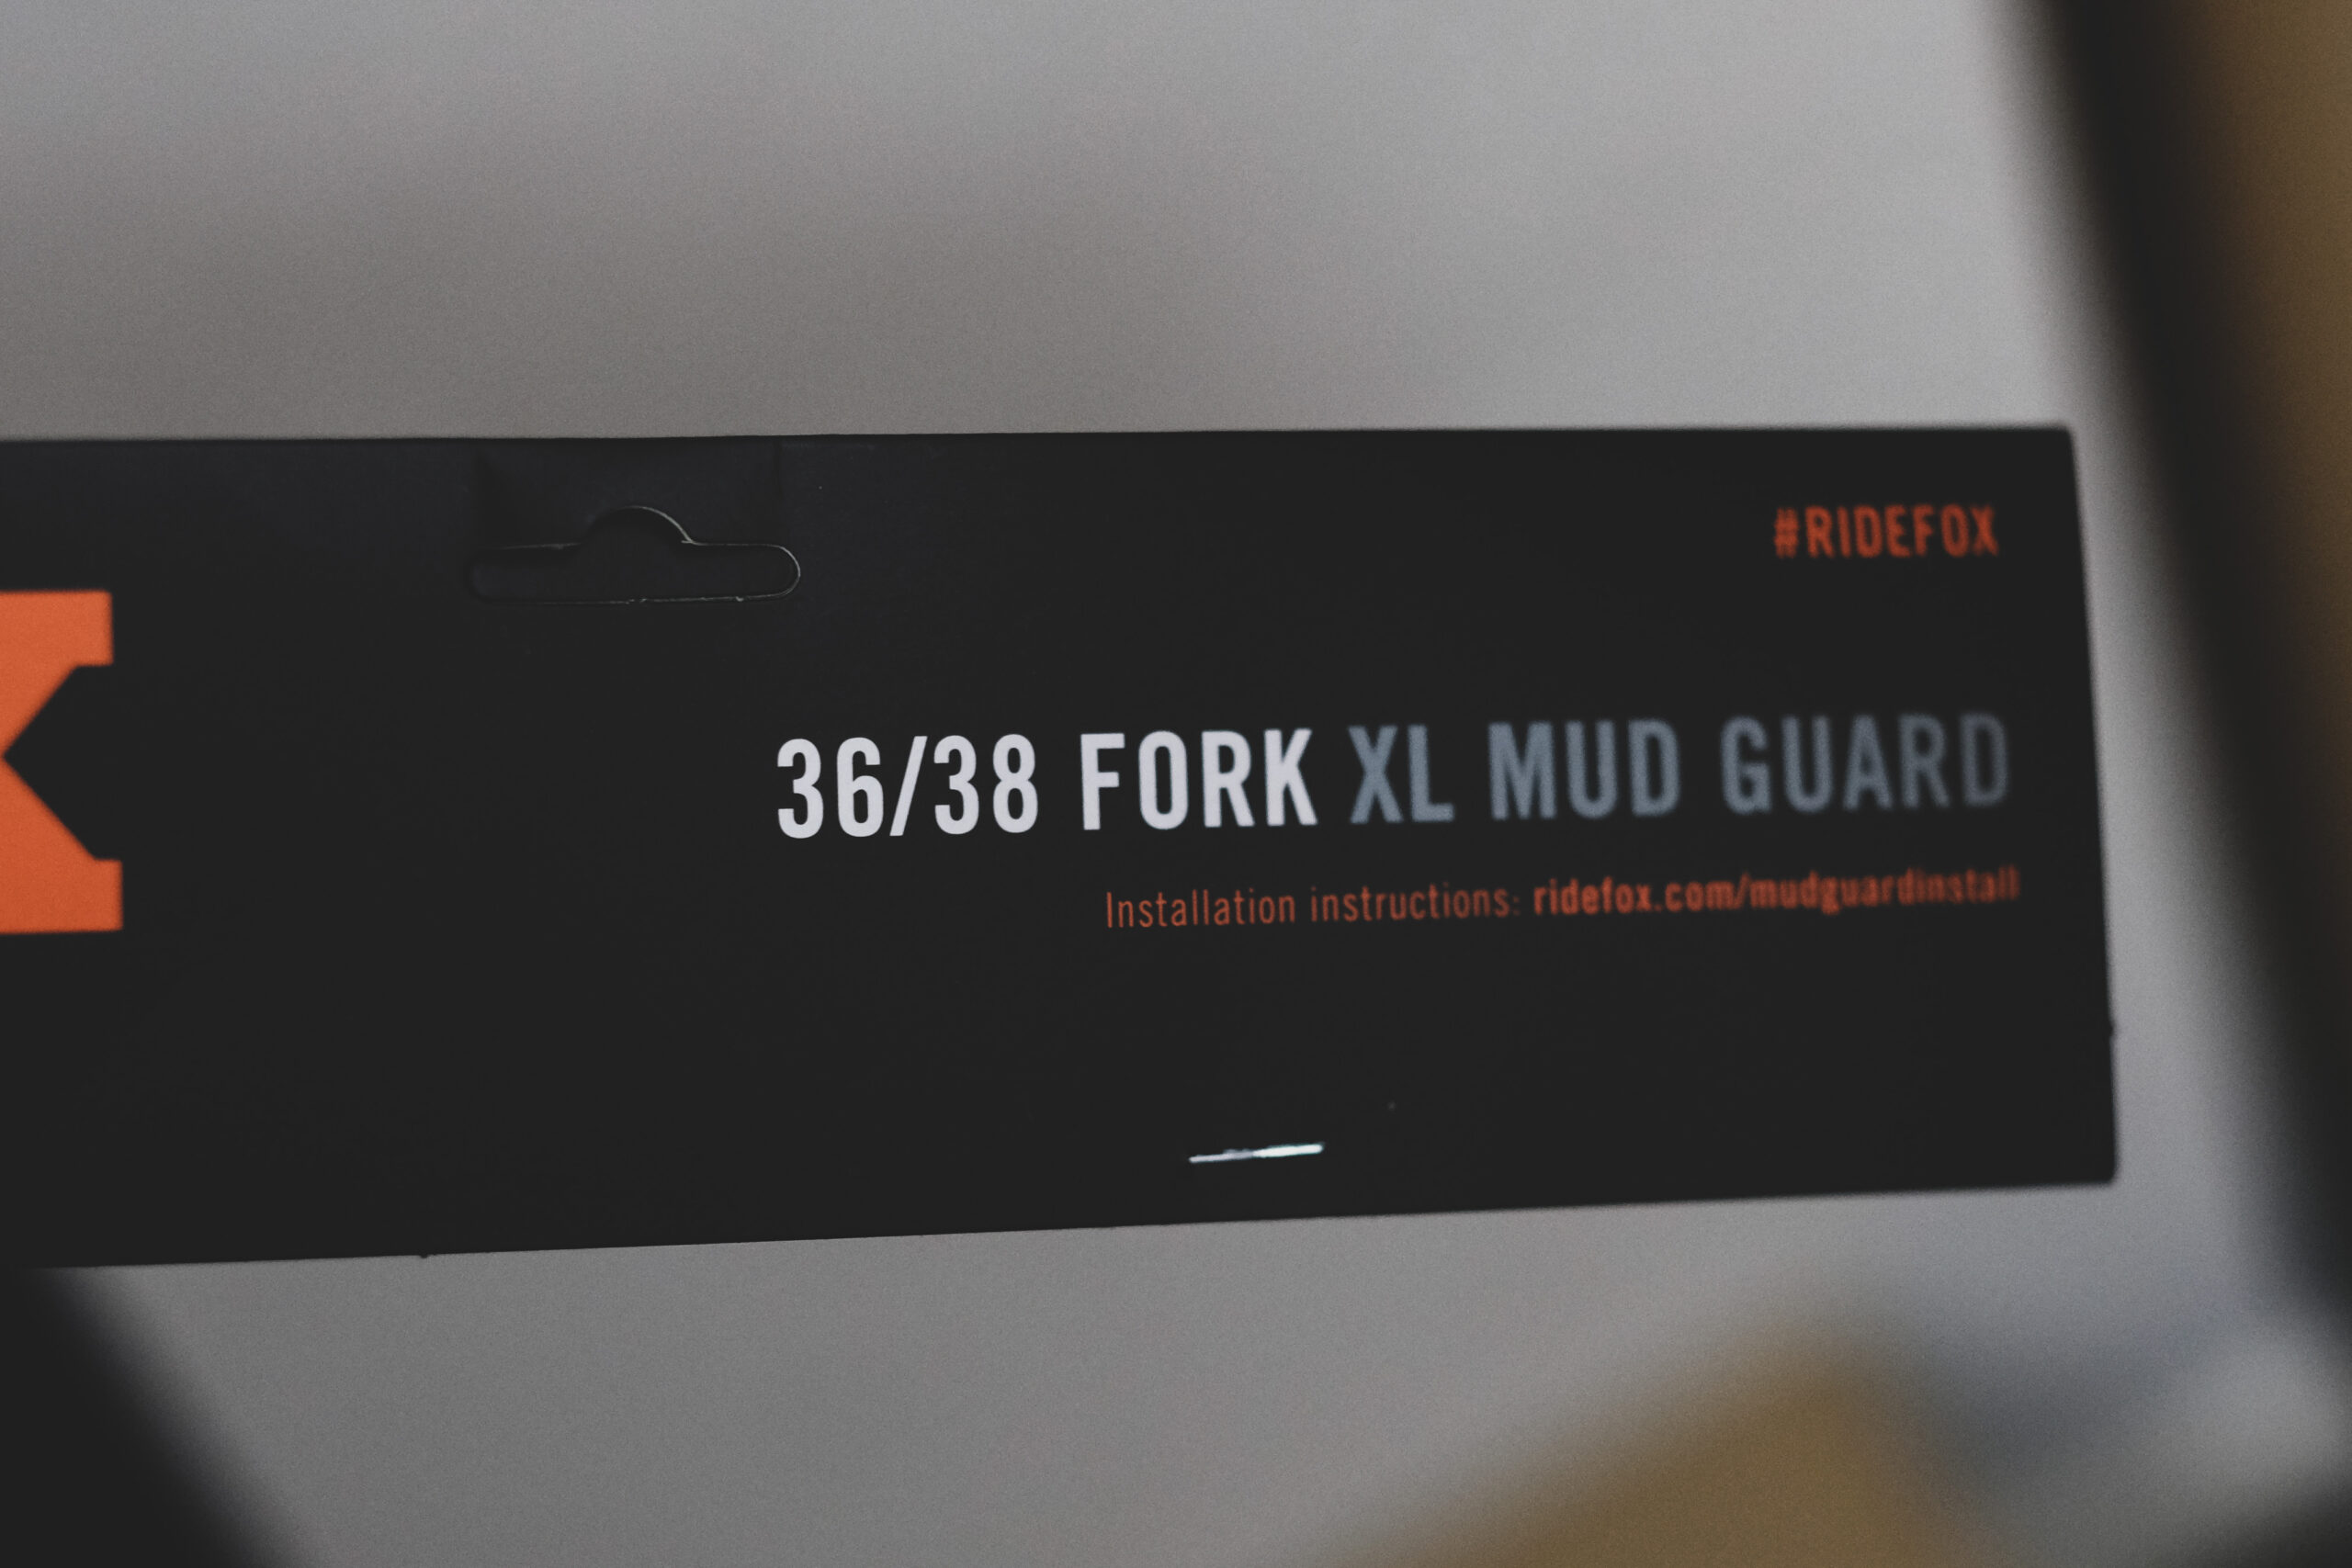 #RIDEFOX
X
36/38 FORK XL MUD GUARD
Installation instructions: ridefox.com/mudguardinstall